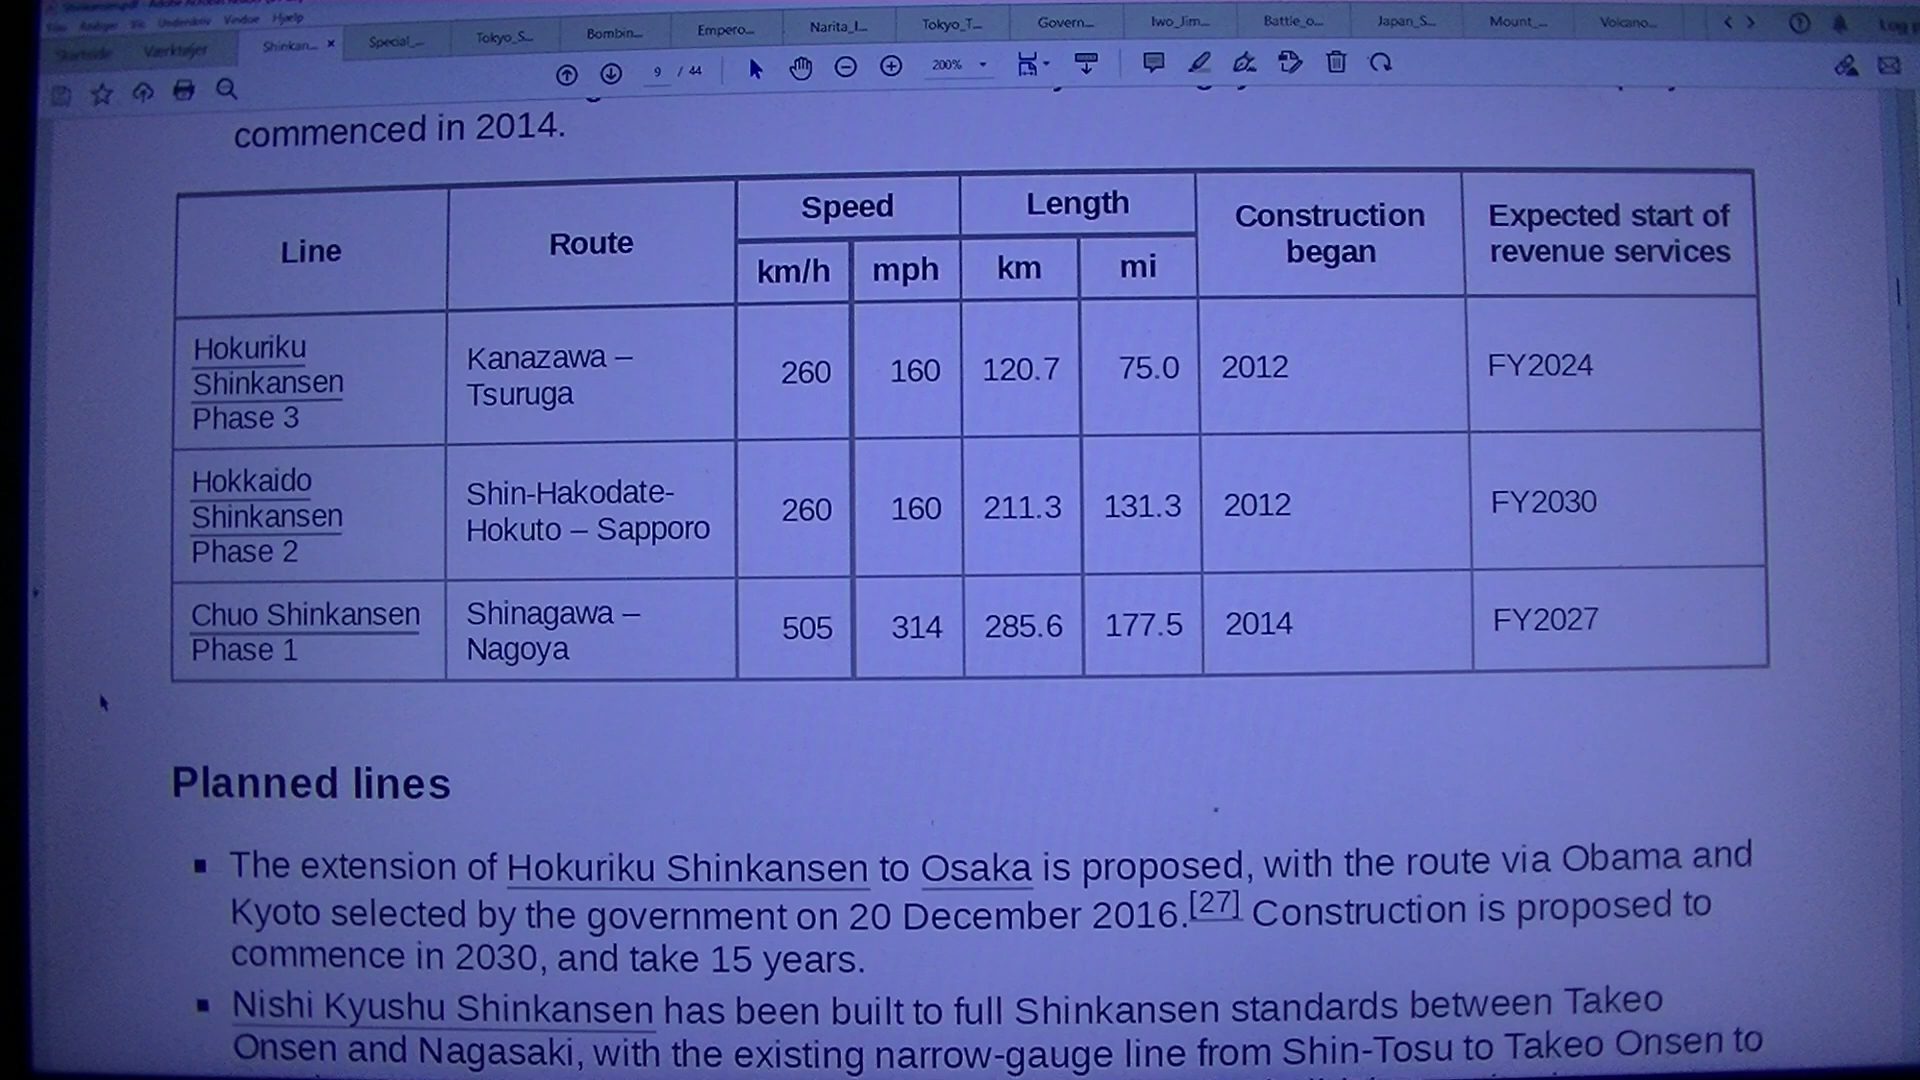 Vindue Hjælp
Startside Værktøjer Shinkan... × Special_... Tokyo_S... Bombin... Empero... Narita_I... Tokyo_T... Govern... Iwo_Jim... Battle_o... Japan_S... Mount_... Volcano...
9 / 44 200%
commenced in 2014.
Line Route Speed Length Construction began Expected start of revenue services
km/h mph km mi
Hokuriku Shinkansen Phase 3 Kanazawa – Tsuruga 260 160 120.7 75.0 2012 FY2024
Hokkaido Shinkansen Phase 2 Shin-Hakodate-Hokuto – Sapporo 260 160 211.3 131.3 2012 FY2030
Chuo Shinkansen Phase 1 Shinagawa – Nagoya 505 314 285.6 177.5 2014 FY2027
Planned lines
▪ The extension of Hokuriku Shinkansen to Osaka is proposed, with the route via Obama and
Kyoto selected by the government on 20 December 2016.[27] Construction is proposed to
commence in 2030, and take 15 years.
▪ Nishi Kyushu Shinkansen has been built to full Shinkansen standards between Takeo
Onsen and Nagasaki, with the existing narrow-gauge line from Shin-Tosu to Takeo Onsen to